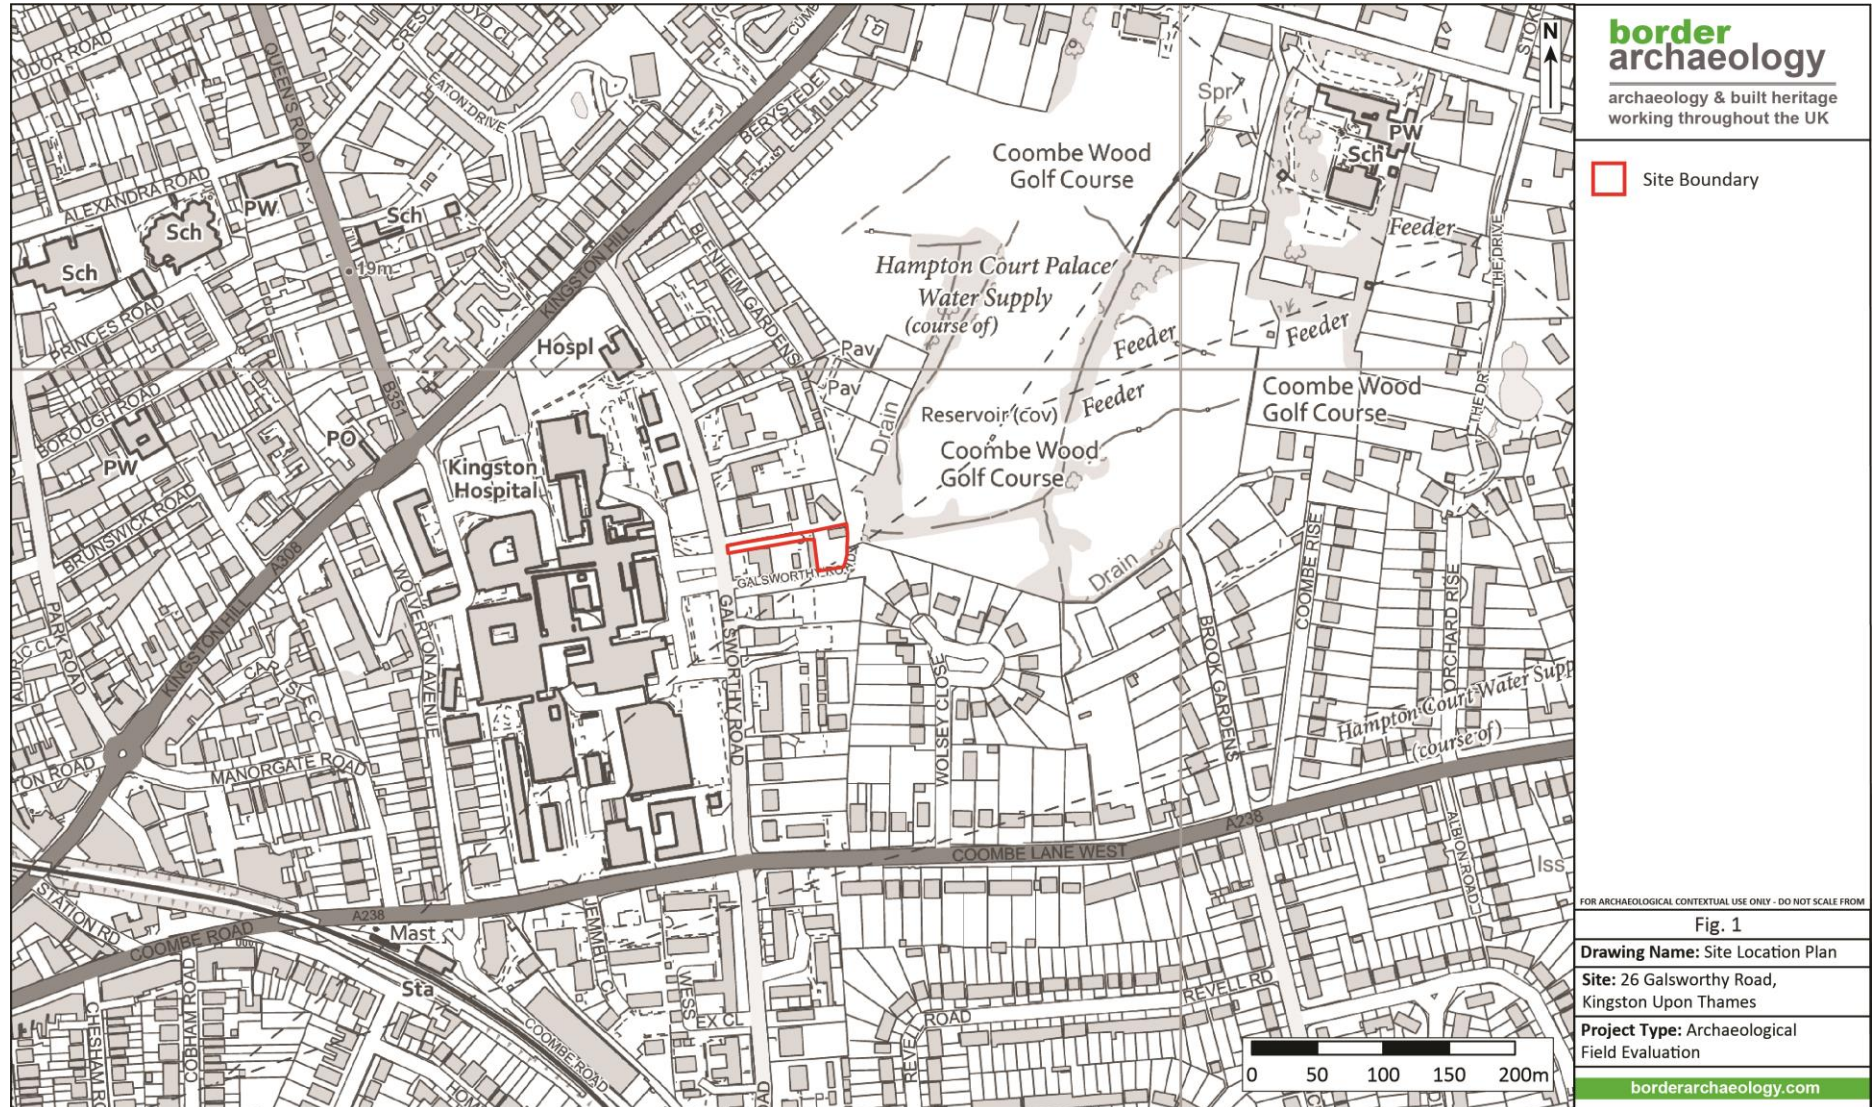 TUDOR ROAD
QUEEN'S ROAD
EATON DRIVE
BERYSTEDE
N
Spr
PW
Sch
Coombe Wood
Golf Course
ALEXANDRA ROAD
PW
Sch
Sch
Sch
19m
KINGSTON HILL
BLENHEIM GARDENS
Hampton Court Palace
Water Supply
(course of)
Feeder
THE DRIVE
PRINCES ROAD
Hospl
Pav
Pav
Feeder
Feeder
BOROUGH ROAD
B351
Drain
Reservoir (cov)
Feeder
Coombe Wood
Golf Course
PO
PW
Kingston
Hospital
Coombe Wood
Golf Course
BRUNSWICK ROAD
A308
KINGSTON HILL
PARK ROAD
WOLVERTON AVENUE
GALSWORTHY ROAD
GALSWORTHY ROAD
Drain
COOMBE RISE
ORCHARD RISE
BROOK GARDENS
WOLSEY CLOSE
MANORGATE ROAD
Hampton Court Water Supp
(course of)
A238
COOMBE LANE WEST
ALBION ROAD
Iss
STATION RD
COOMBE ROAD
A238
Mast
Sta
JEMMETT CL
WESSEX CL
COOMBE ROAD
COBHAM ROAD
REVELL RD
ROAD
0 50 100 150 200m
border
archaeology
archaeology & built heritage
working throughout the UK
Site Boundary
FOR ARCHAEOLOGICAL CONTEXTUAL USE ONLY - DO NOT SCALE FROM
Fig. 1
Drawing Name: Site Location Plan
Site: 26 Galsworthy Road,
Kingston Upon Thames
Project Type: Archaeological
Field Evaluation
borderarchaeology.com